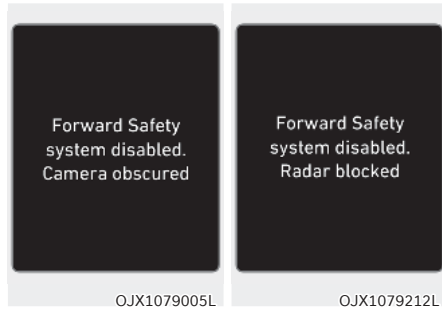 Forward Safety
system disabled.
Camera obscured
OJX1079005L
Forward Safety
system disabled.
Radar blocked
OJX1079212L